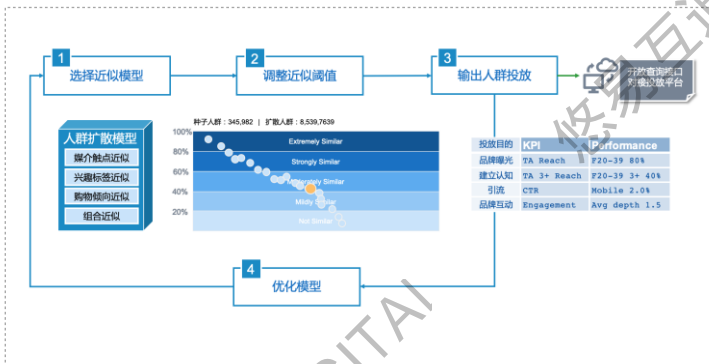 1
选择近似模型
2
调整近似阈值
3
输出人群投放
开放查询接口
对接投放平台
人群扩散模型
媒介触点近似
兴趣标签近似
购物倾向近似
组合近似
种子人群：345,982 | 扩散人群：8,539,7639
100%
80%
60%
40%
20%
Extremely Similar
Strongly Similar
Moderately Similar
Mildly Similar
Not Similar
投放目的 KPI Performance
品牌曝光 TA Reach F20-39 80%
建立认知 TA 3+ Reach F20-39 3+ 40%
引流 CTR Mobile 2.0%
品牌互动 Engagement Avg depth 1.5
4
优化模型
悠易互通